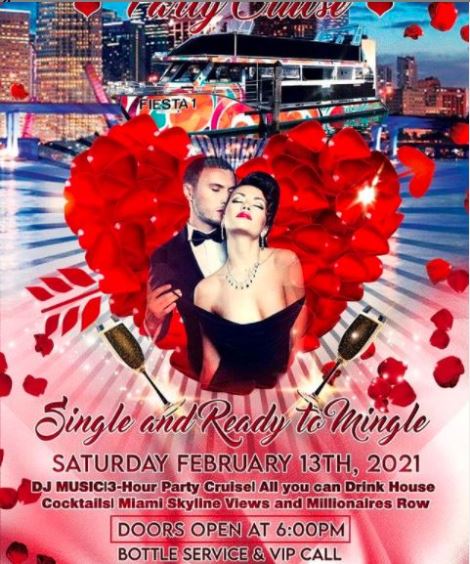 Party Cruise
FIESTA 1
Single and Ready to Mingle
SATURDAY FEBRUARY 13TH, 2021
DJ MUSIC|3-Hour Party Cruise| All you can Drink House
Cocktails| Miami Skyline Views and Millionaires Row
DOORS OPEN AT 6:00PM
BOTTLE SERVICE & VIP CALL